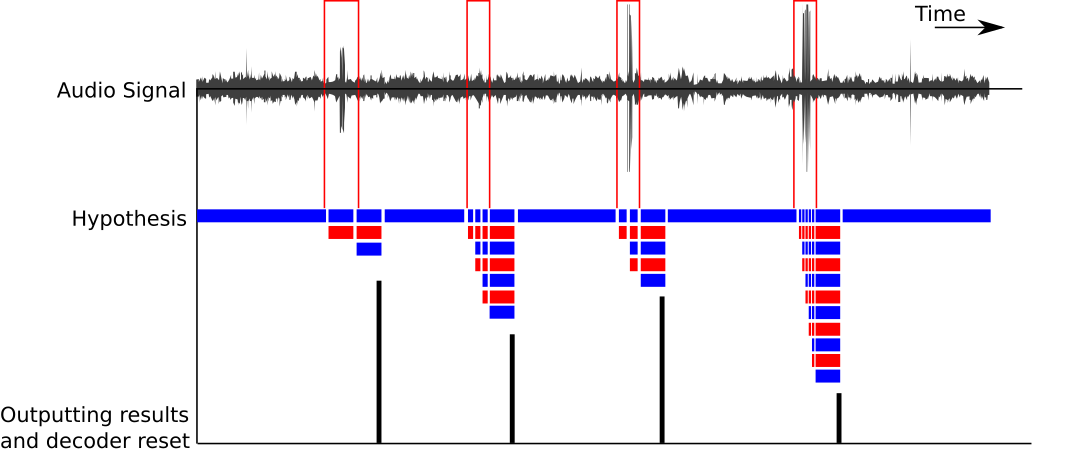 Time
Audio Signal
Hypothesis
Outputting results
and decoder reset